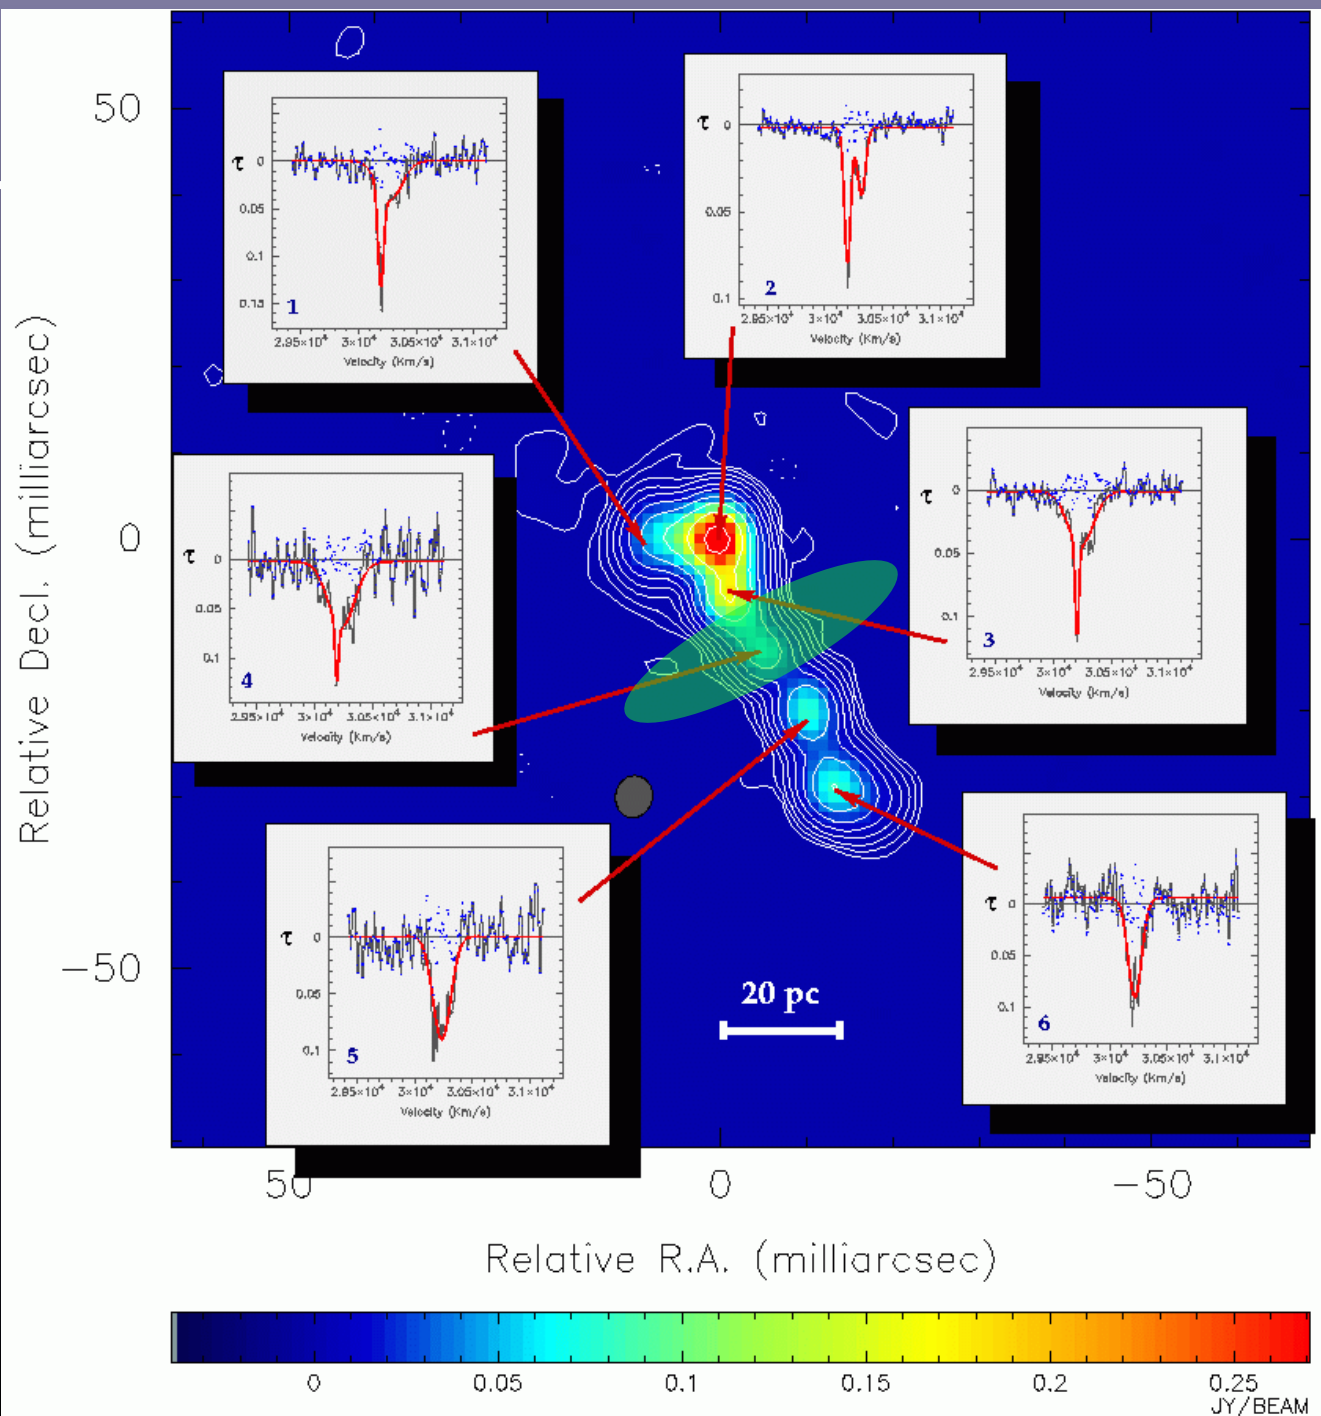 50
0
−50
Relative Decl. (milliarcsec)
τ
0
0.05
0.1
0.15
1
2.95×10⁴ 3×10⁴ 3.05×10⁴ 3.1×10⁴
Velocity (Km/s)
τ
0
0.05
0.1
2
2.95×10⁴ 3×10⁴ 3.05×10⁴ 3.1×10⁴
Velocity (Km/s)
τ
0
0.05
0.1
3
2.95×10⁴ 3×10⁴ 3.05×10⁴ 3.1×10⁴
Velocity (Km/s)
τ
0
0.05
0.1
4
2.95×10⁴ 3×10⁴ 3.05×10⁴ 3.1×10⁴
Velocity (Km/s)
τ
0
0.05
0.1
5
2.95×10⁴ 3×10⁴ 3.05×10⁴ 3.1×10⁴
Velocity (Km/s)
τ
0
0.05
0.1
6
2.95×10⁴ 3×10⁴ 3.05×10⁴ 3.1×10⁴
Velocity (Km/s)
20 pc
50 0 −50
Relative R.A. (milliarcsec)
0 0.05 0.1 0.15 0.2 0.25
JY/BEAM